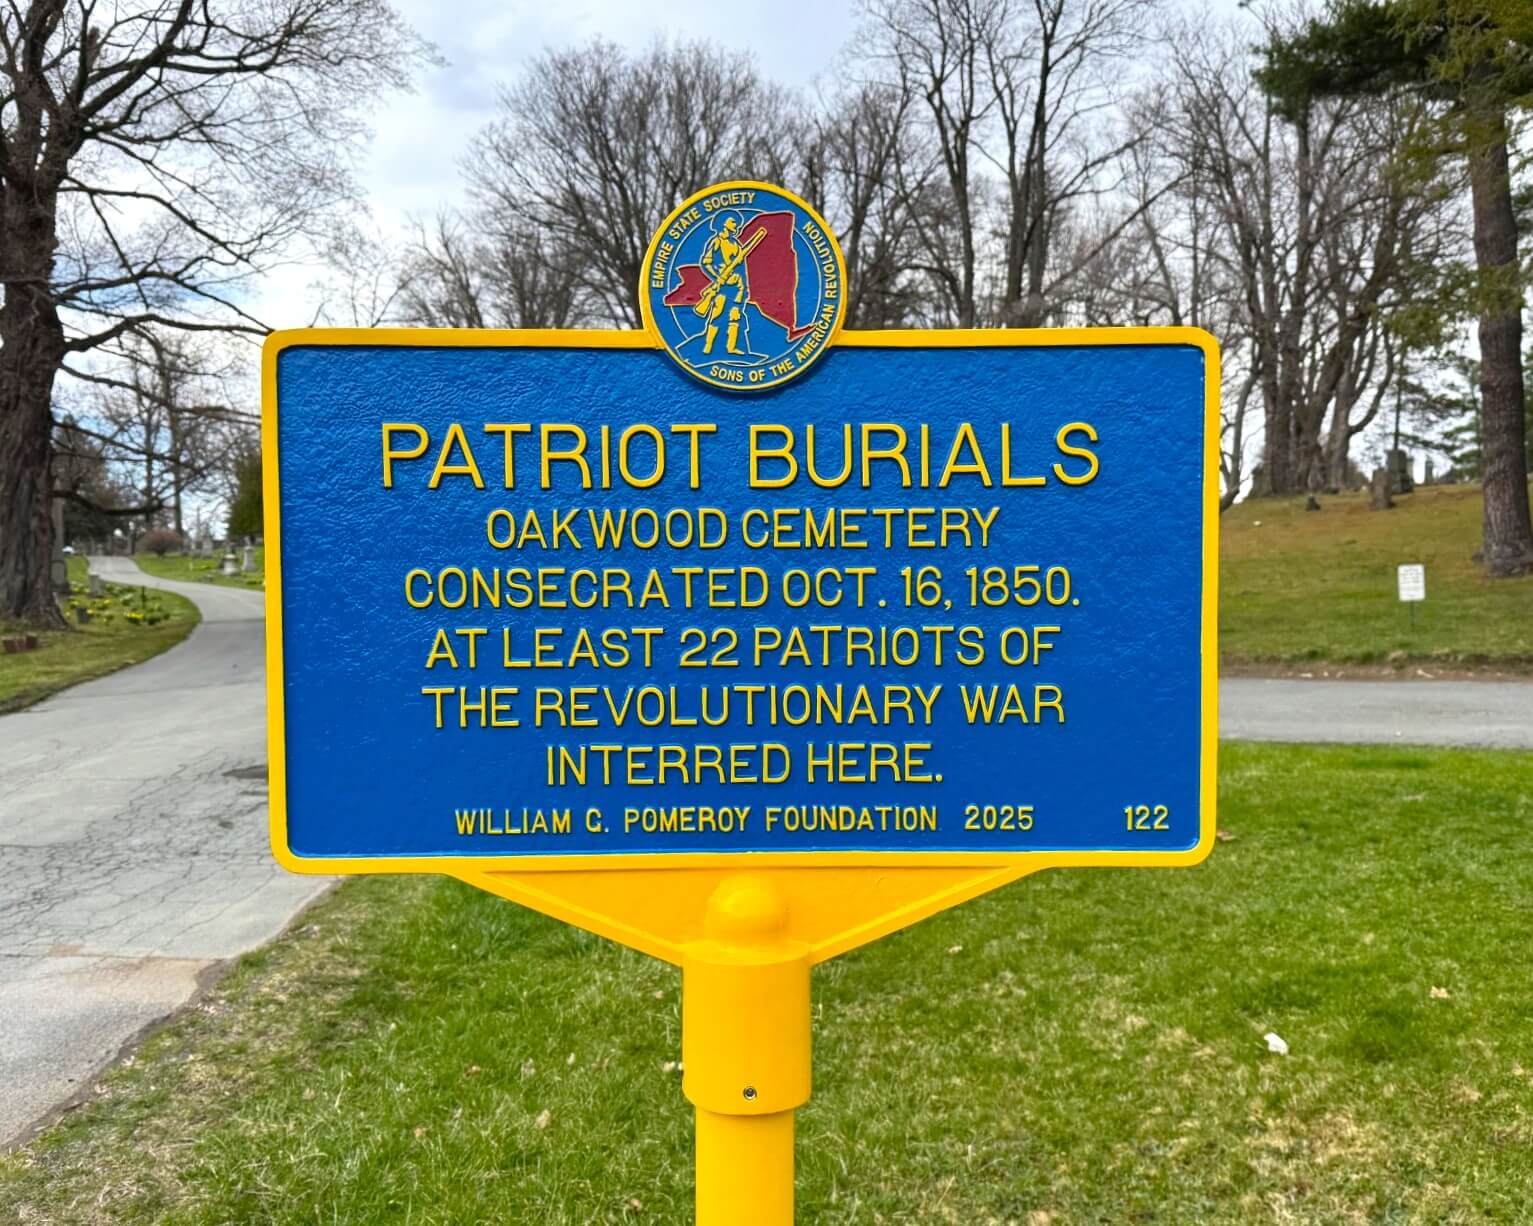 EMPIRE STATE SOCIETY
SONS OF THE AMERICAN REVOLUTION
PATRIOT BURIALS
OAKWOOD CEMETERY
CONSECRATED OCT. 16, 1850.
AT LEAST 22 PATRIOTS OF
THE REVOLUTIONARY WAR
INTERRED HERE.
WILLIAM G. POMEROY FOUNDATION 2025 122